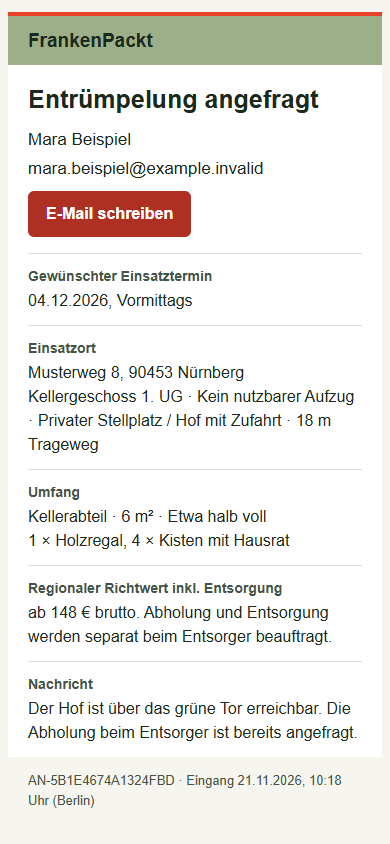 FrankenPackt
Entrümpelung angefragt
Mara Beispiel
mara.beispiel@example.invalid
E-Mail schreiben
Gewünschter Einsatztermin
04.12.2026, Vormittags
Einsatzort
Musterweg 8, 90453 Nürnberg
Kellergeschoss 1. UG · Kein nutzbarer Aufzug
· Privater Stellplatz / Hof mit Zufahrt · 18 m
Trageweg
Umfang
Kellerabteil · 6 m² · Etwa halb voll
1 × Holzregal, 4 × Kisten mit Hausrat
Regionaler Richtwert inkl. Entsorgung
ab 148 € brutto. Abholung und Entsorgung
werden separat beim Entsorger beauftragt.
Nachricht
Der Hof ist über das grüne Tor erreichbar. Die
Abholung beim Entsorger ist bereits angefragt.
AN-5B1E4674A1324FBD · Eingang 21.11.2026, 10:18
Uhr (Berlin)